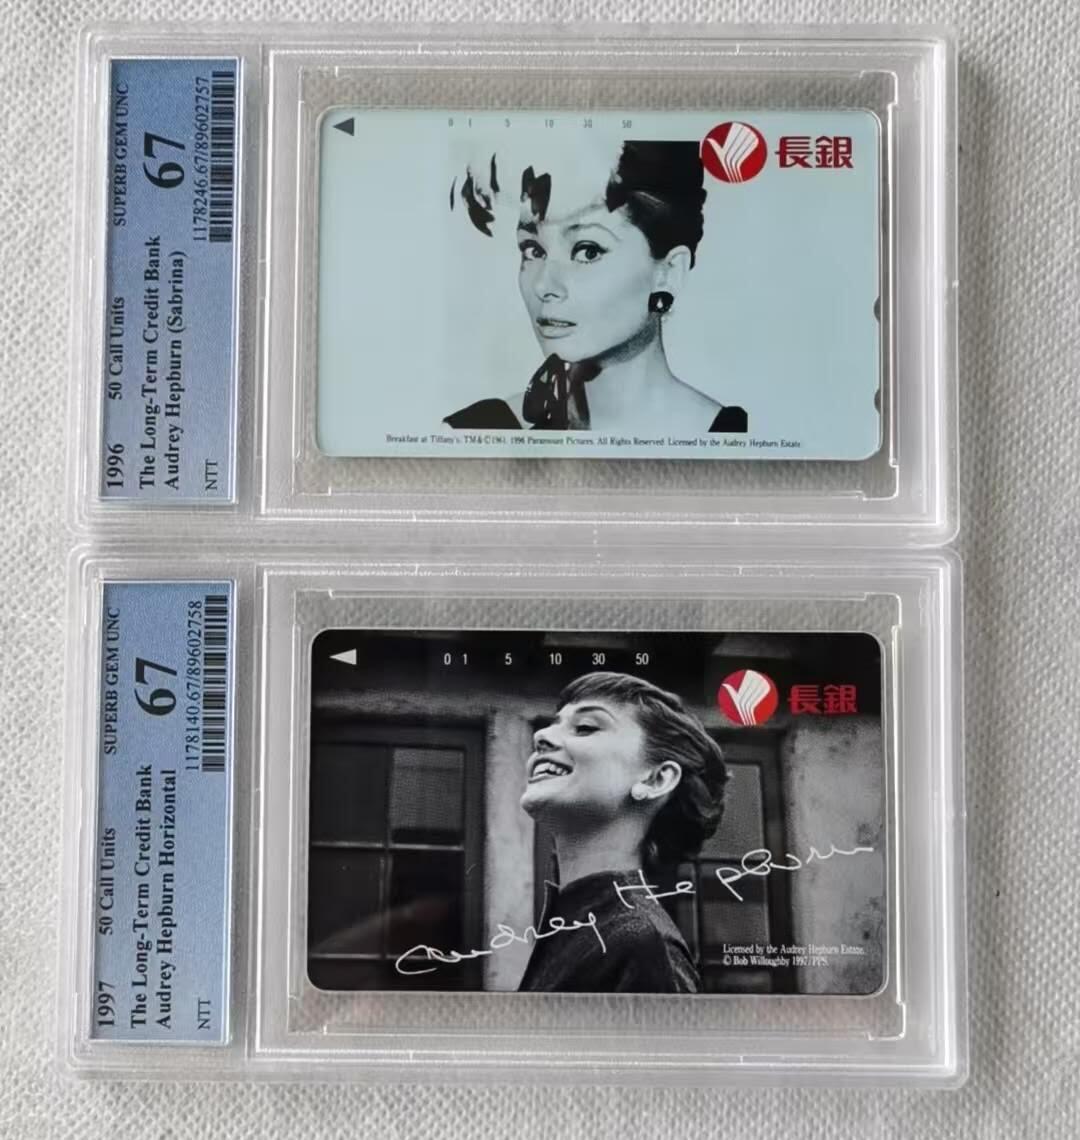 1996 50 Call Units SUPERB GEM UNC
The Long-Term Credit Bank 67
Audrey Hepburn (Sabrina)
NTT 1178246.67/89602757
0 1 5 10 30 50
長銀
Breakfast at Tiffany's: TM & © 1961, 1996 Paramount Pictures. All Rights Reserved. Licensed by the Audrey Hepburn Estate.
1997 50 Call Units SUPERB GEM UNC
The Long-Term Credit Bank 67
Audrey Hepburn Horizontal
NTT 1178140.67/89602758
0 1 5 10 30 50
長銀
Audrey Hepburn
Licensed by the Audrey Hepburn Estate.
© Bob Willoughby 1997/PPS.